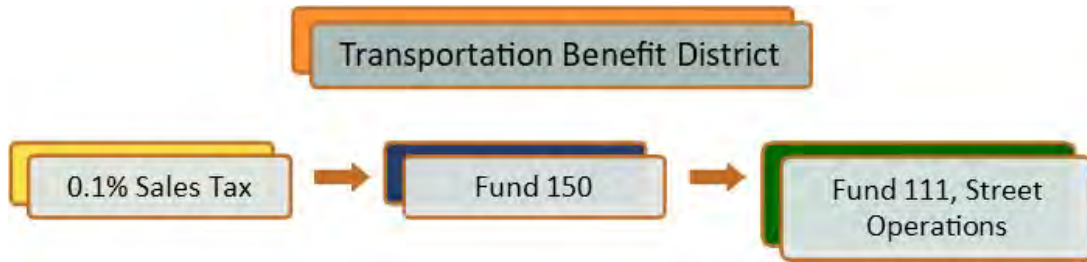 Transportation Benefit District
0.1% Sales Tax
Fund 150
Fund 111, Street
Operations